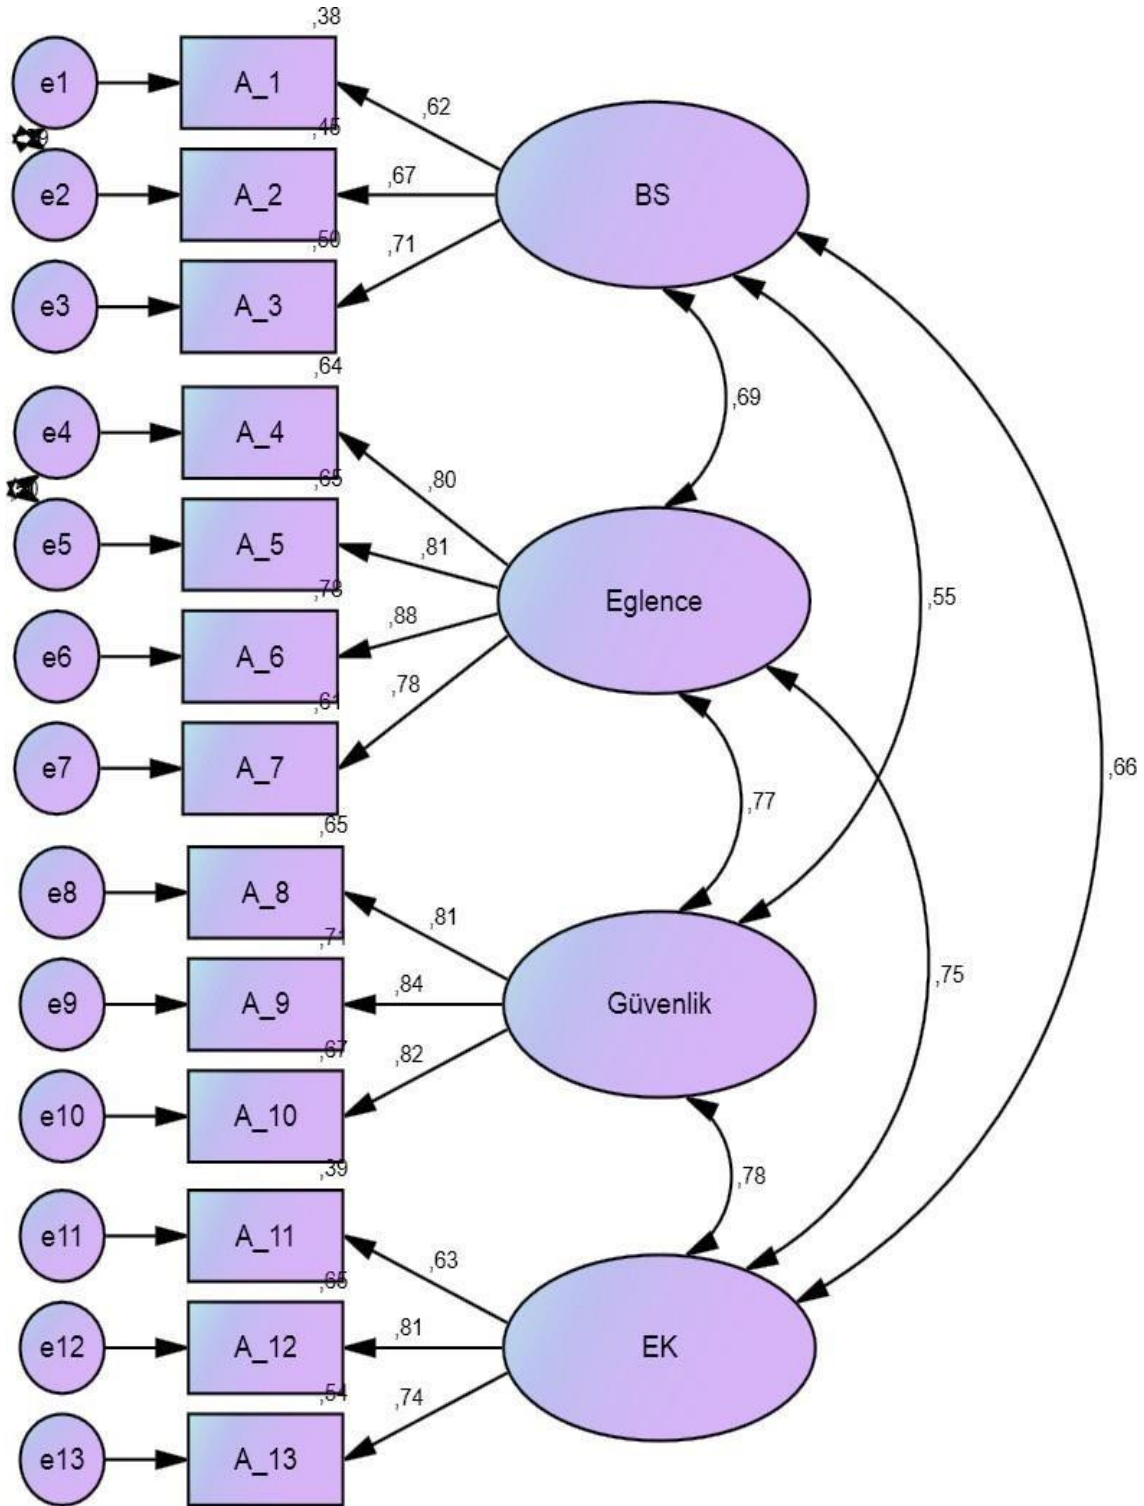 ,38
e1
A_1
,62
,45
e2
A_2
,67
BS
,50
e3
A_3
,71
,64
,69
e4
A_4
,80
,65
e5
A_5
,81
,78
Eglence
,55
e6
A_6
,88
,61
e7
A_7
,78
,66
,65
,77
e8
A_8
,81
,71
e9
A_9
,84
Güvenlik
,75
,67
e10
A_10
,82
,39
,78
e11
A_11
,63
,65
e12
A_12
,81
EK
,54
e13
A_13
,74